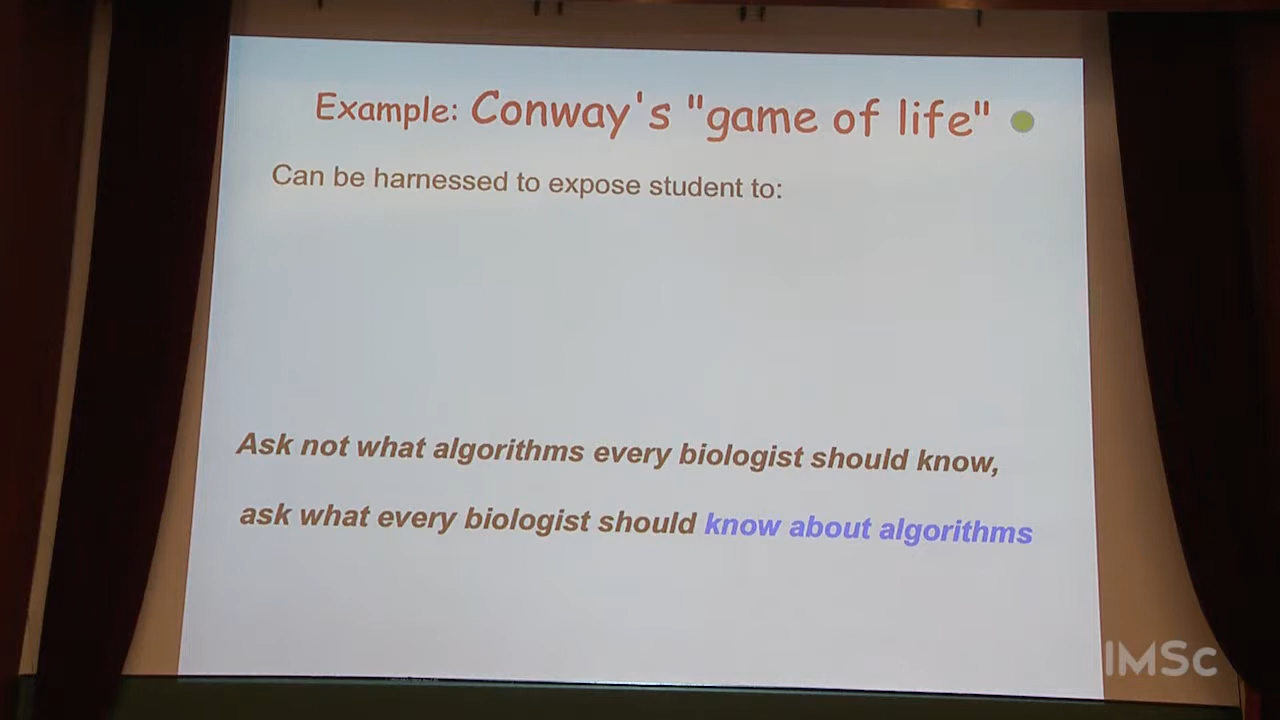 Example: Conway's "game of life"
Can be harnessed to expose student to:
Ask not what algorithms every biologist should know,
ask what every biologist should know about algorithms
IMSc